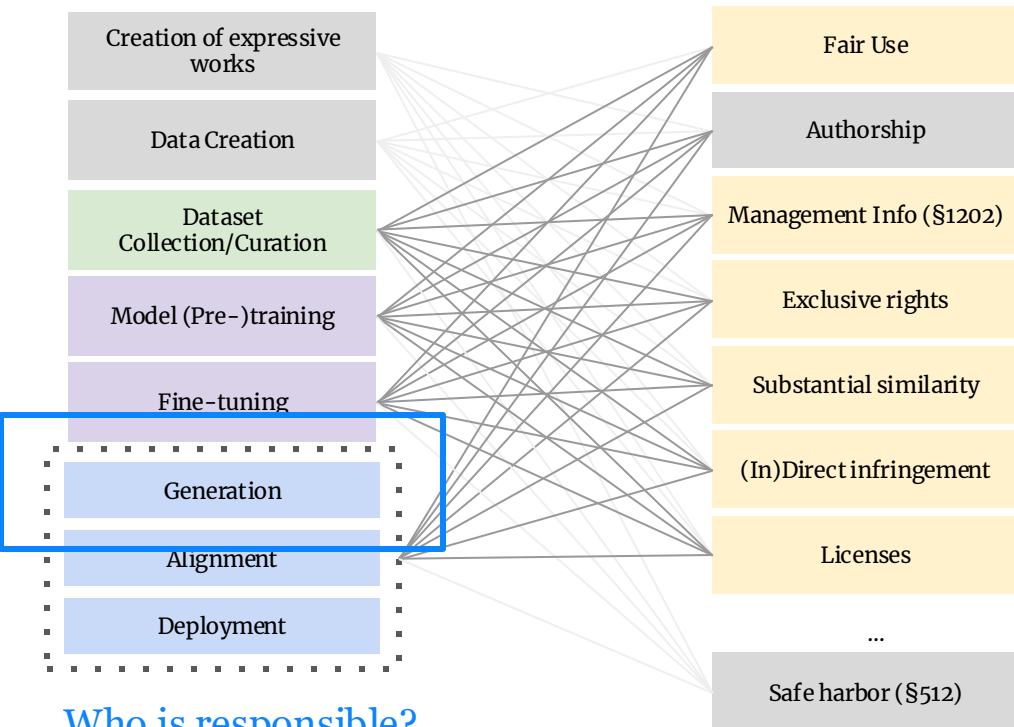 Creation of expressive
works
Data Creation
Dataset
Collection/Curation
Model (Pre-)training
Fine-tuning
Generation
Alignment
Deployment
Who is responsible?
Fair Use
Authorship
Management Info (§1202)
Exclusive rights
Substantial similarity
(In)Direct infringement
Licenses
...
Safe harbor (§512)